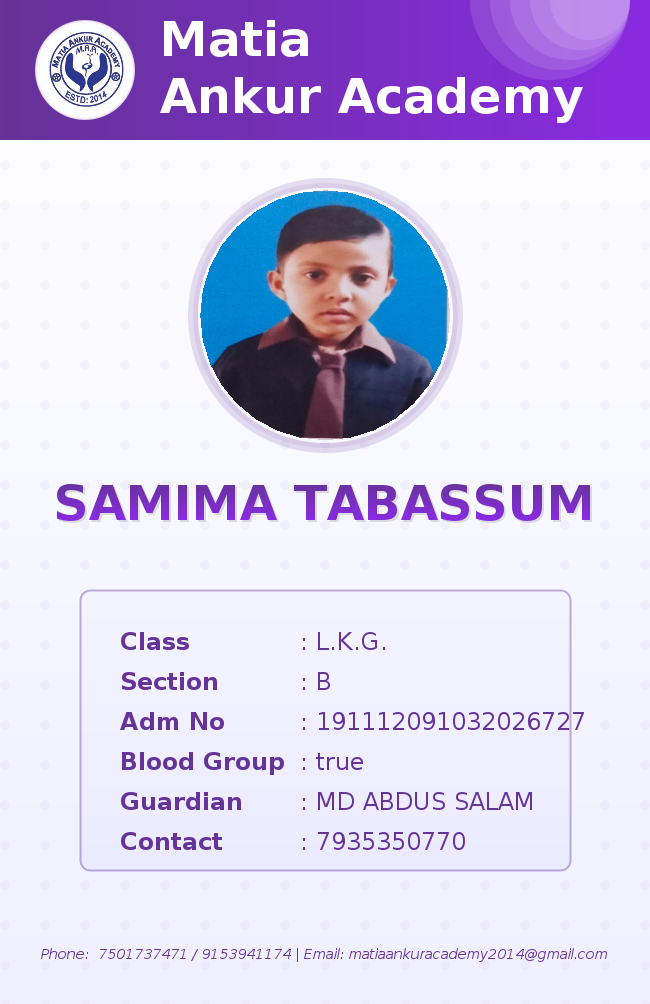 Matia
Ankur Academy
MATIA ANKUR ACADEMY
M.A.A.
ESTD: 2014
SAMIMA TABASSUM
Class : L.K.G.
Section : B
Adm No : 191112091032026727
Blood Group : true
Guardian : MD ABDUS SALAM
Contact : 7935350770
Phone: 7501737471 / 9153941174 | Email: matiaankuracademy2014@gmail.com